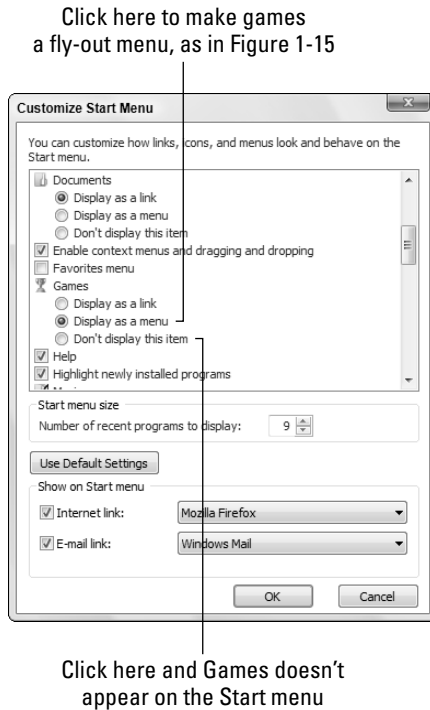 Click here to make games
a fly-out menu, as in Figure 1-15
Customize Start Menu
You can customize how links, icons, and menus look and behave on the
Start menu.
Documents
Display as a link
Display as a menu
Don't display this item
Enable context menus and dragging and dropping
Favorites menu
Games
Display as a link
Display as a menu
Don't display this item
Help
Highlight newly installed programs
Start menu size
Number of recent programs to display: 9
Use Default Settings
Show on Start menu
Internet link: Mozilla Firefox
E-mail link: Windows Mail
OK Cancel
Click here and Games doesn't
appear on the Start menu